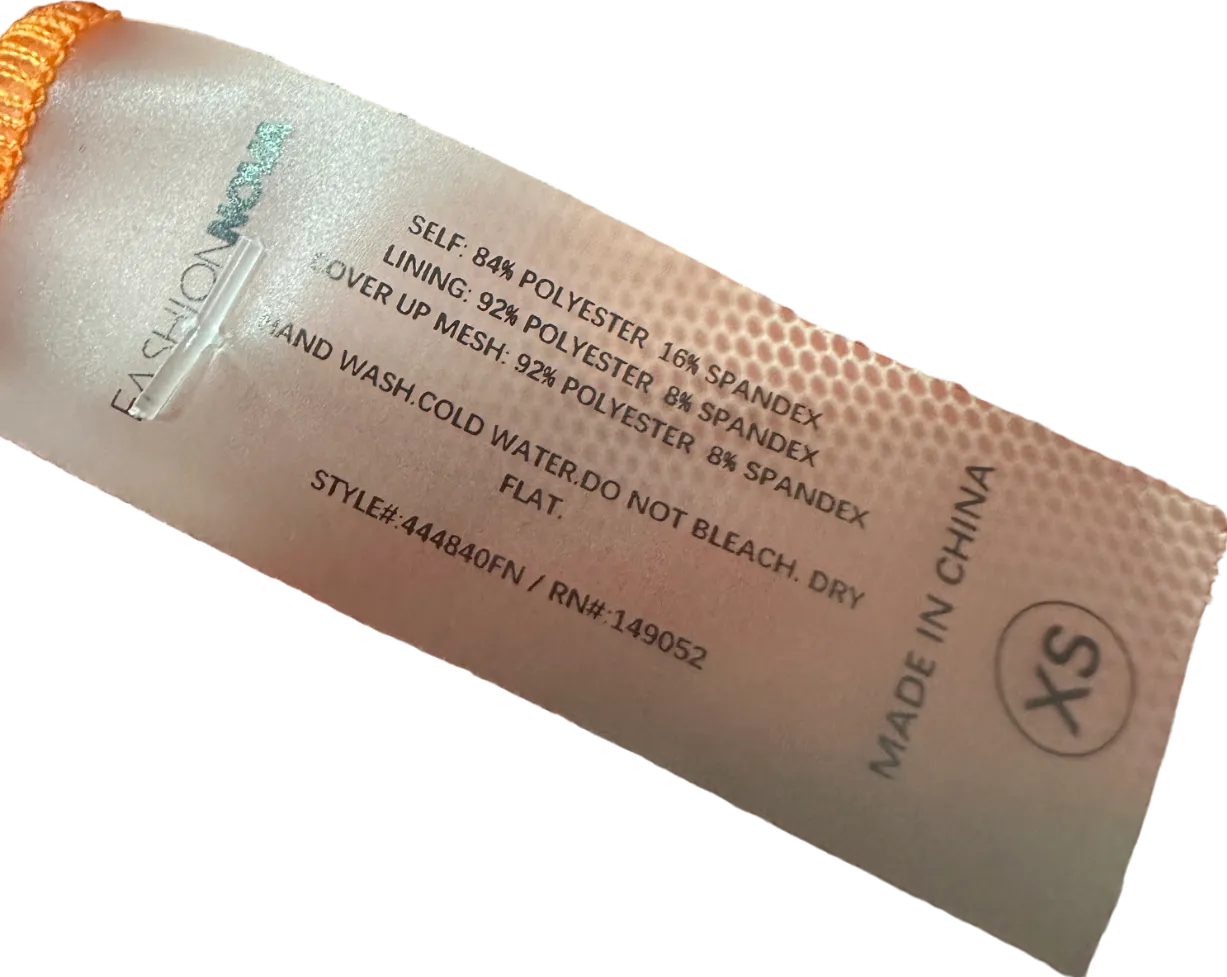 FASHIONNOVA
SELF: 84% POLYESTER 16% SPANDEX
LINING: 92% POLYESTER 8% SPANDEX
COVER UP MESH: 92% POLYESTER 8% SPANDEX
HAND WASH.COLD WATER.DO NOT BLEACH. DRY
FLAT.
STYLE#:444840FN / RN#:149052
MADE IN CHINA
XS